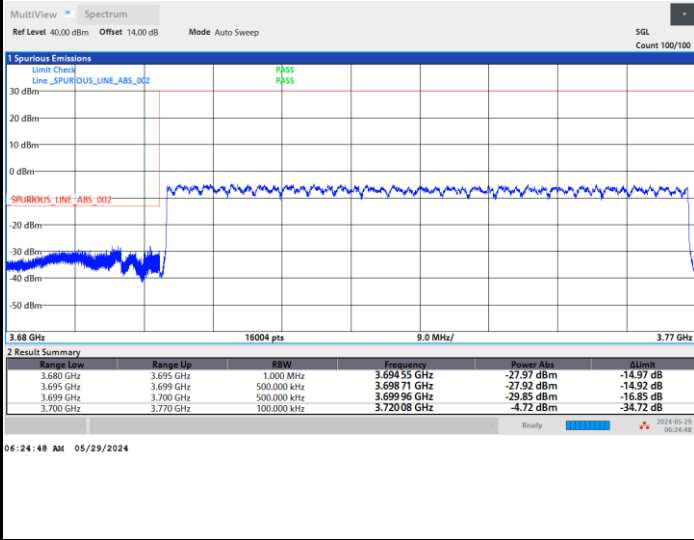 MultiView Spectrum
Ref Level 40.00 dBm Offset 14.00 dB Mode Auto Sweep SGL
Count 100/100
1 Spurious Emissions
Limit Check PASS
Line _SPURIOUS_LINE_ABS_002 PASS
30 dBm
20 dBm
10 dBm
0 dBm
_SPURIOUS_LINE_ABS_002
-20 dBm
-30 dBm
-40 dBm
-50 dBm
3.68 GHz 16004 pts 9.0 MHz/ 3.77 GHz
2 Result Summary
Range Low Range Up RBW Frequency Power Abs ΔLimit
3.680 GHz 3.695 GHz 1.000 MHz 3.694 55 GHz -27.97 dBm -14.97 dB
3.695 GHz 3.699 GHz 500.000 kHz 3.698 71 GHz -27.92 dBm -14.92 dB
3.699 GHz 3.700 GHz 500.000 kHz 3.699 96 GHz -29.85 dBm -16.85 dB
3.700 GHz 3.770 GHz 100.000 kHz 3.720 08 GHz -4.72 dBm -34.72 dB
Ready 2024-05-29
06:24:48
06:24:48 AM 05/29/2024